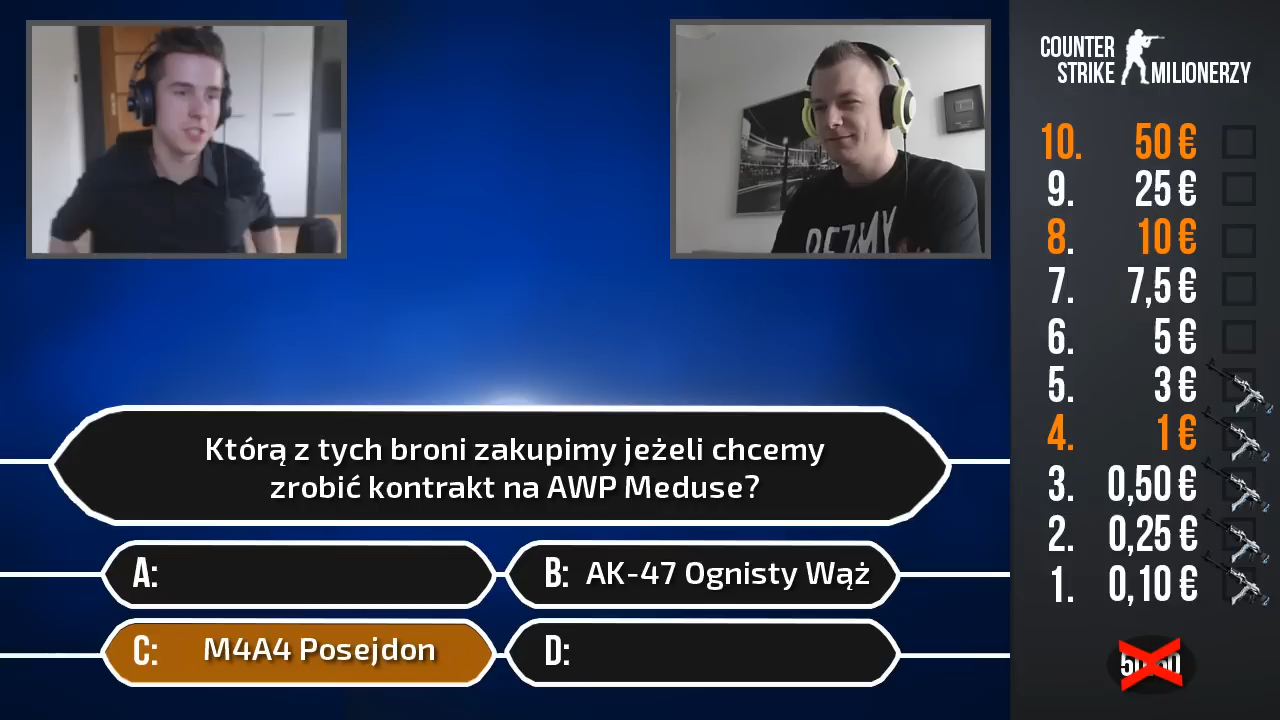 COUNTER
STRIKE MILIONERZY
10. 50 €
9. 25 €
8. 10 €
7. 7,5 €
6. 5 €
5. 3 €
4. 1 €
3. 0,50 €
2. 0,25 €
1. 0,10 €
Którą z tych broni zakupimy jeżeli chcemy
zrobić kontrakt na AWP Meduse?
A:
B: AK-47 Ognisty Wąż
C: M4A4 Posejdon
D: